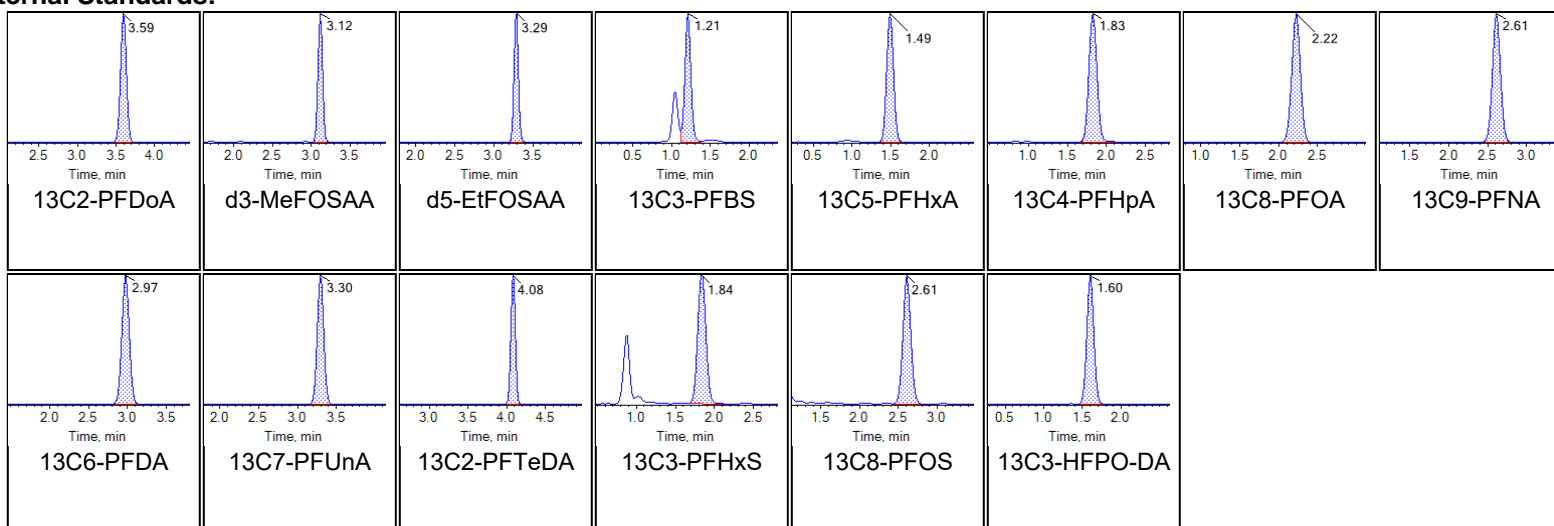 ternal Standards:
3.59
2.5 3.0 3.5 4.0
Time, min
13C2-PFDoA
3.12
2.0 2.5 3.0 3.5
Time, min
d3-MeFOSAA
3.29
2.0 2.5 3.0 3.5
Time, min
d5-EtFOSAA
1.21
0.5 1.0 1.5 2.0
Time, min
13C3-PFBS
1.49
0.5 1.0 1.5 2.0
Time, min
13C5-PFHxA
1.83
1.0 1.5 2.0 2.5
Time, min
13C4-PFHpA
2.22
1.0 1.5 2.0 2.5
Time, min
13C8-PFOA
2.61
1.5 2.0 2.5 3.0
Time, min
13C9-PFNA
2.97
2.0 2.5 3.0 3.5
Time, min
13C6-PFDA
3.30
2.0 2.5 3.0 3.5
Time, min
13C7-PFUnA
4.08
3.0 3.5 4.0 4.5
Time, min
13C2-PFTeDA
1.84
1.0 1.5 2.0 2.5
Time, min
13C3-PFHxS
2.61
1.5 2.0 2.5 3.0
Time, min
13C8-PFOS
1.60
0.5 1.0 1.5 2.0
Time, min
13C3-HFPO-DA